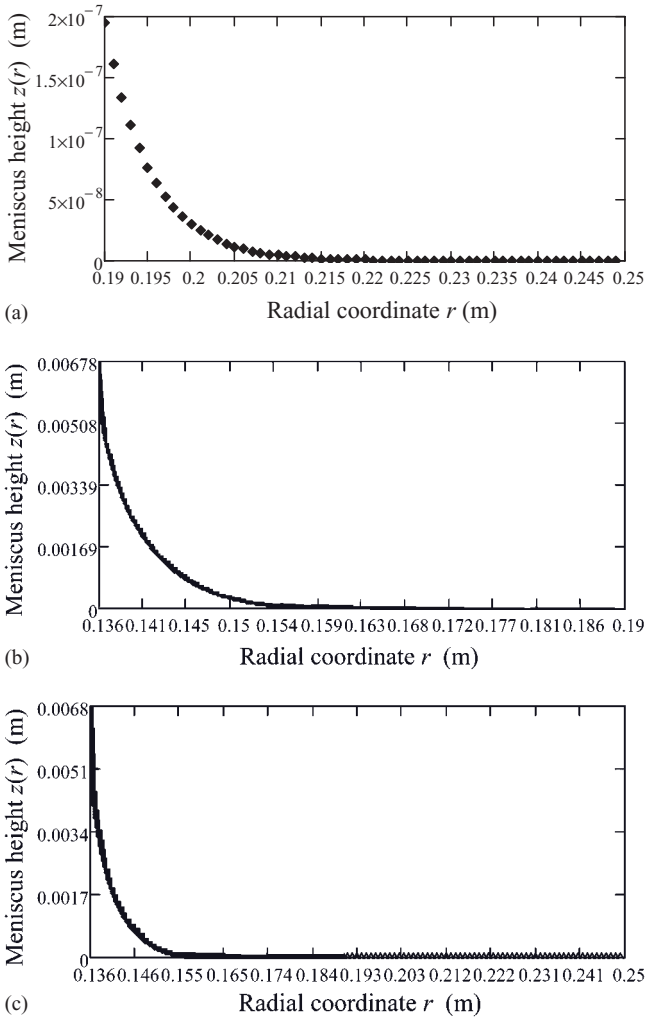 Meniscus height z(r) (m)
2×10⁻⁷
1.5×10⁻⁷
1×10⁻⁷
5×10⁻⁸
0
0.19 0.195 0.2 0.205 0.21 0.215 0.22 0.225 0.23 0.235 0.24 0.245 0.25
(a)
Radial coordinate r (m)
Meniscus height z(r) (m)
0.00678
0.00508
0.00339
0.00169
0
0.136 0.141 0.145 0.15 0.154 0.159 0.163 0.168 0.172 0.177 0.181 0.186 0.19
(b)
Radial coordinate r (m)
Meniscus height z(r) (m)
0.0068
0.0051
0.0034
0.0017
0
0.136 0.146 0.155 0.165 0.174 0.184 0.193 0.203 0.212 0.222 0.231 0.241 0.25
(c)
Radial coordinate r (m)